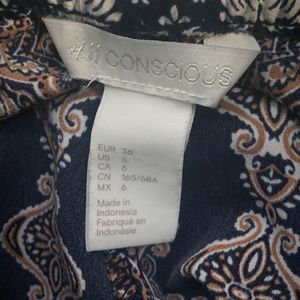 H&M CONSCIOUS
EUR 36
US 6
CA 6
CN 165/68A
MX 6
Made in
Indonesia
Fabriqué en
Indonésie